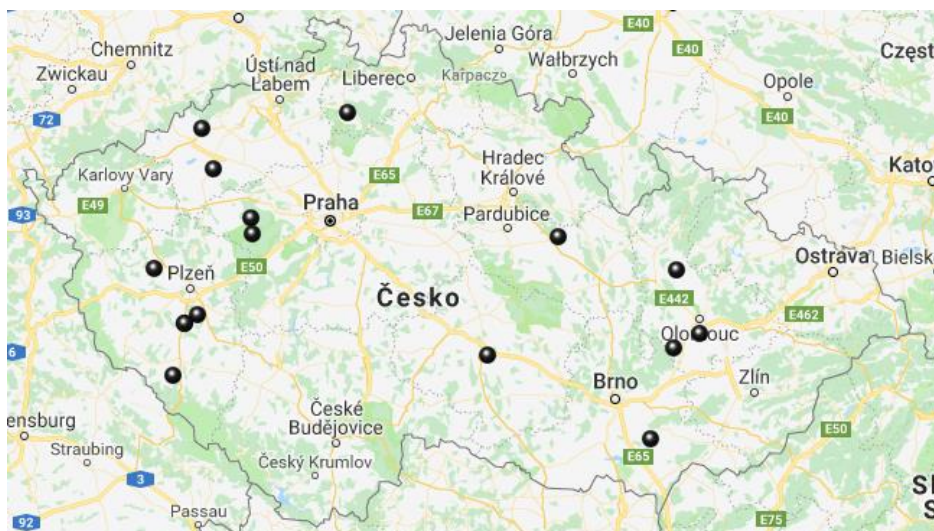 Chemnitz
Zwickau
72
Ústí nad
Labem
Liberec
Jelenia Góra
Karpacz
Wałbrzych
E40
E40
E40
Opole
Częst
Karlovy Vary
E49
93
Praha
E65
E67
Hradec
Králové
Pardubice
Kato
Plzeň
E50
Česko
E442
Olomouc
Ostrava
Bielsk
E462
6
Brno
Zlín
ensburg
Straubing
České
Budějovice
Český Krumlov
E65
E50
3
92
Passau
E75
Sl
S